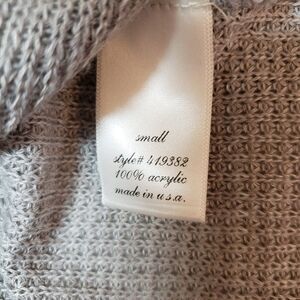 small
style# 419382
100% acrylic
made in u.s.a.